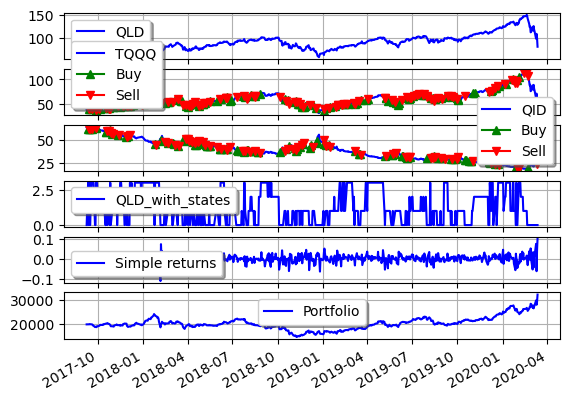 150
QLD
100
TQQQ
Buy
100
Sell
50
QID
Buy
50
Sell
25
2.5
QLD_with_states
0.0
0.1
0.0
Simple returns
-0.1
30000
Portfolio
20000
2017-10 2018-01 2018-04 2018-07 2018-10 2019-01 2019-04 2019-07 2019-10 2020-01 2020-04